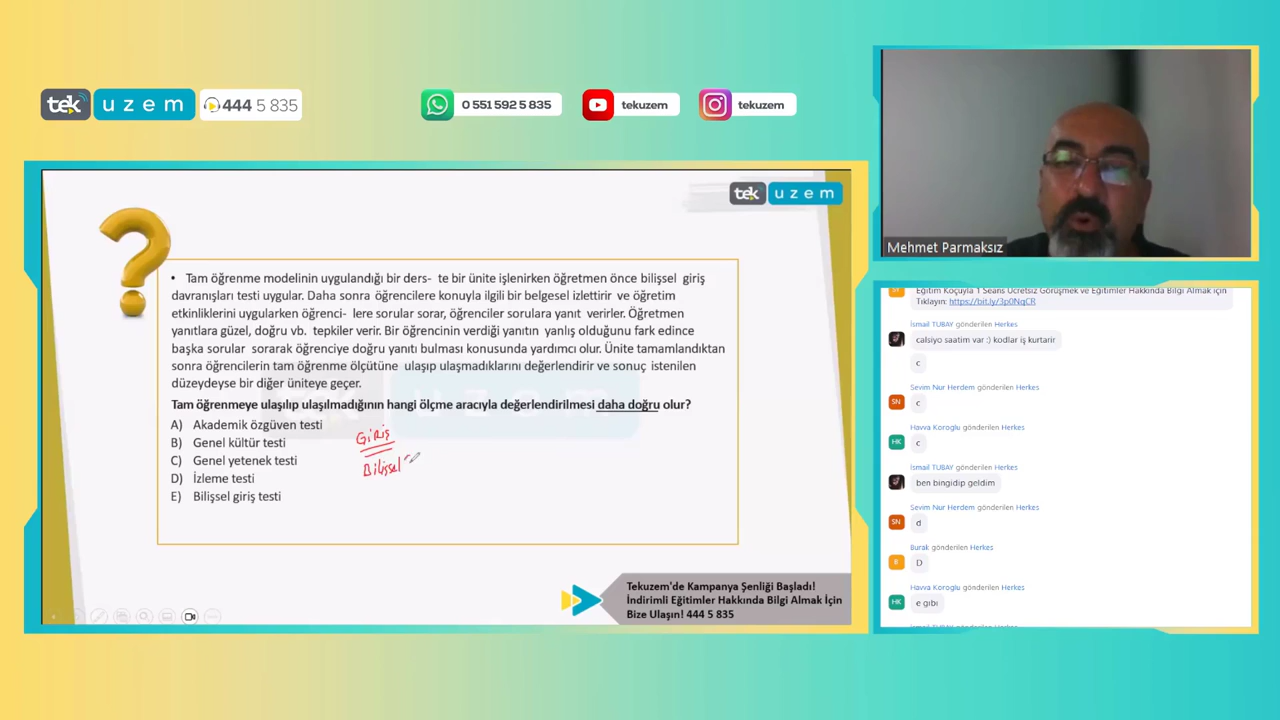 tek uzem 444 5 835
0 551 592 5 835
tekuzem
tekuzem
tek uzem
• Tam öğrenme modelinin uygulandığı bir ders- te bir ünite işlenirken öğretmen önce bilişsel giriş
davranışları testi uygular. Daha sonra öğrencilere konuyla ilgili bir belgesel izlettirir ve öğretim
etkinliklerini uygularken öğrenci- lere sorular sorar, öğrenciler sorulara yanıt verirler. Öğretmen
yanıtlara güzel, doğru vb. tepkiler verir. Bir öğrencinin verdiği yanıtın yanlış olduğunu fark edince
başka sorular sorarak öğrenciye doğru yanıtı bulması konusunda yardımcı olur. Ünite tamamlandıktan
sonra öğrencilerin tam öğrenme ölçütüne ulaşıp ulaşmadıklarını değerlendirir ve sonuç istenilen
düzeydeyse bir diğer üniteye geçer.
Tam öğrenmeye ulaşılıp ulaşılmadığının hangi ölçme aracıyla değerlendirilmesi daha doğru olur?
A) Akademik özgüven testi
B) Genel kültür testi
C) Genel yetenek testi
D) İzleme testi
E) Bilişsel giriş testi
Giriş
Bilişsel
Tekuzem'de Kampanya Şenliği Başladı!
İndirimli Eğitimler Hakkında Bilgi Almak İçin
Bize Ulaşın! 444 5 835
Mehmet Parmaksız
Eğitim Koçuyla 1 Seans Ücretsiz Görüşmek ve Eğitimler Hakkında Bilgi Almak için
Tıklayın: https://bit.ly/3p0NqCR
İsmail TUBAY gönderilen Herkes
calsiyo saatim var :) kodlar iş kurtarir
c
Sevim Nur Herdem gönderilen Herkes
SN c
Havva Koroglu gönderilen Herkes
HK c
İsmail TUBAY gönderilen Herkes
ben bingidip geldim
Sevim Nur Herdem gönderilen Herkes
SN d
Burak gönderilen Herkes
B D
Havva Koroglu gönderilen Herkes
HK e gıbı